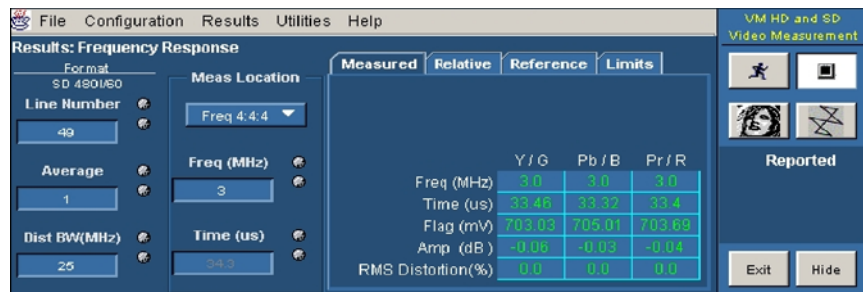 File Configuration Results Utilities Help
VM HD and SD
Video Measurement
Results: Frequency Response
Format
SD 480I/60
Line Number
49
Average
1
Dist BW(MHz)
25
Meas Location
Freq 4:4:4
Freq (MHz)
3
Time (us)
34.3
Measured Relative Reference Limits
Y / G Pb / B Pr / R
Freq (MHz) 3.0 3.0 3.0
Time (us) 33.46 33.32 33.4
Flag (mV) 703.03 705.01 703.69
Amp (dB) -0.06 -0.03 -0.04
RMS Distortion(%) 0.0 0.0 0.0
Reported
Exit Hide